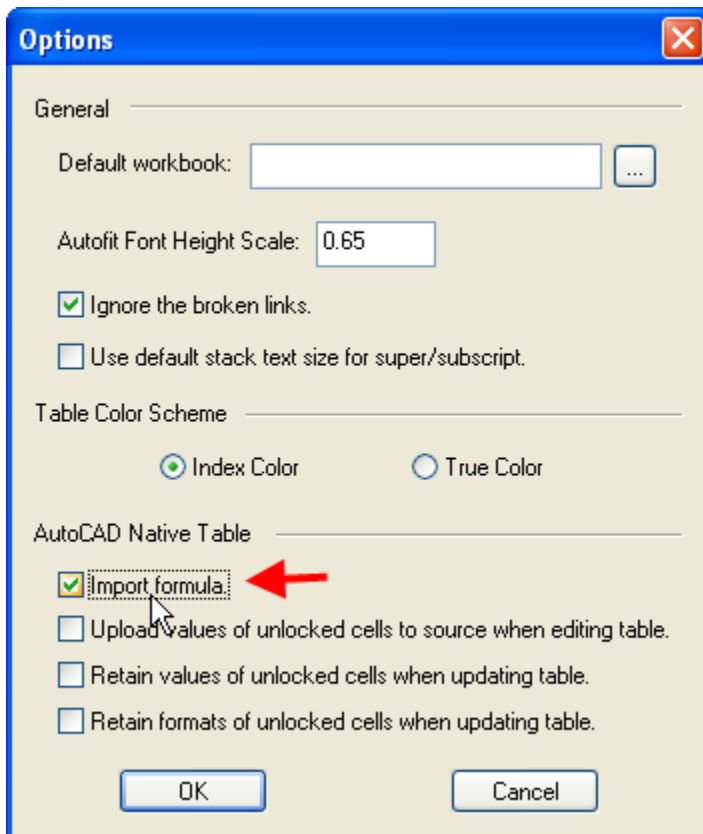 Options
General
Default workbook:
...
Autofit Font Height Scale: 0.65
Ignore the broken links.
Use default stack text size for super/subscript.
Table Color Scheme
Index Color True Color
AutoCAD Native Table
Import formula.
Upload values of unlocked cells to source when editing table.
Retain values of unlocked cells when updating table.
Retain formats of unlocked cells when updating table.
OK Cancel